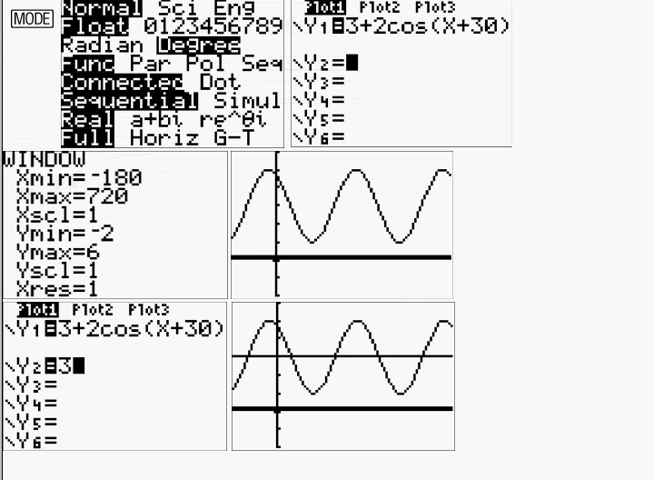 MODE
Normal Sci Eng
Float 0123456789
Radian Degree
Func Par Pol Seq
Connected Dot
Sequential Simul
Real a+bi re^θi
Full Horiz G-T
Plot1 Plot2 Plot3
\Y1=3+2cos(X+30)
\Y2=
\Y3=
\Y4=
\Y5=
\Y6=
WINDOW
Xmin=-180
Xmax=720
Xscl=1
Ymin=-2
Ymax=6
Yscl=1
Xres=1
Plot1 Plot2 Plot3
\Y1=3+2cos(X+30)
\Y2=3
\Y3=
\Y4=
\Y5=
\Y6=